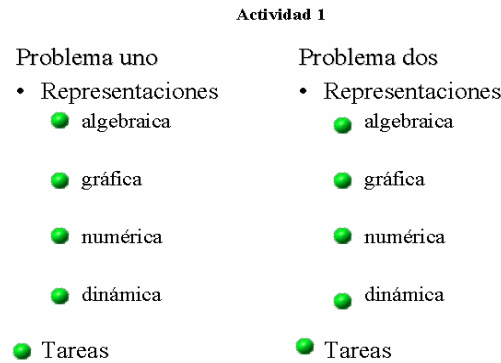 Actividad 1
Problema uno
• Representaciones
algebraica
gráfica
numérica
dinámica
Tareas
Problema dos
• Representaciones
algebraica
gráfica
numérica
dinámica
Tareas